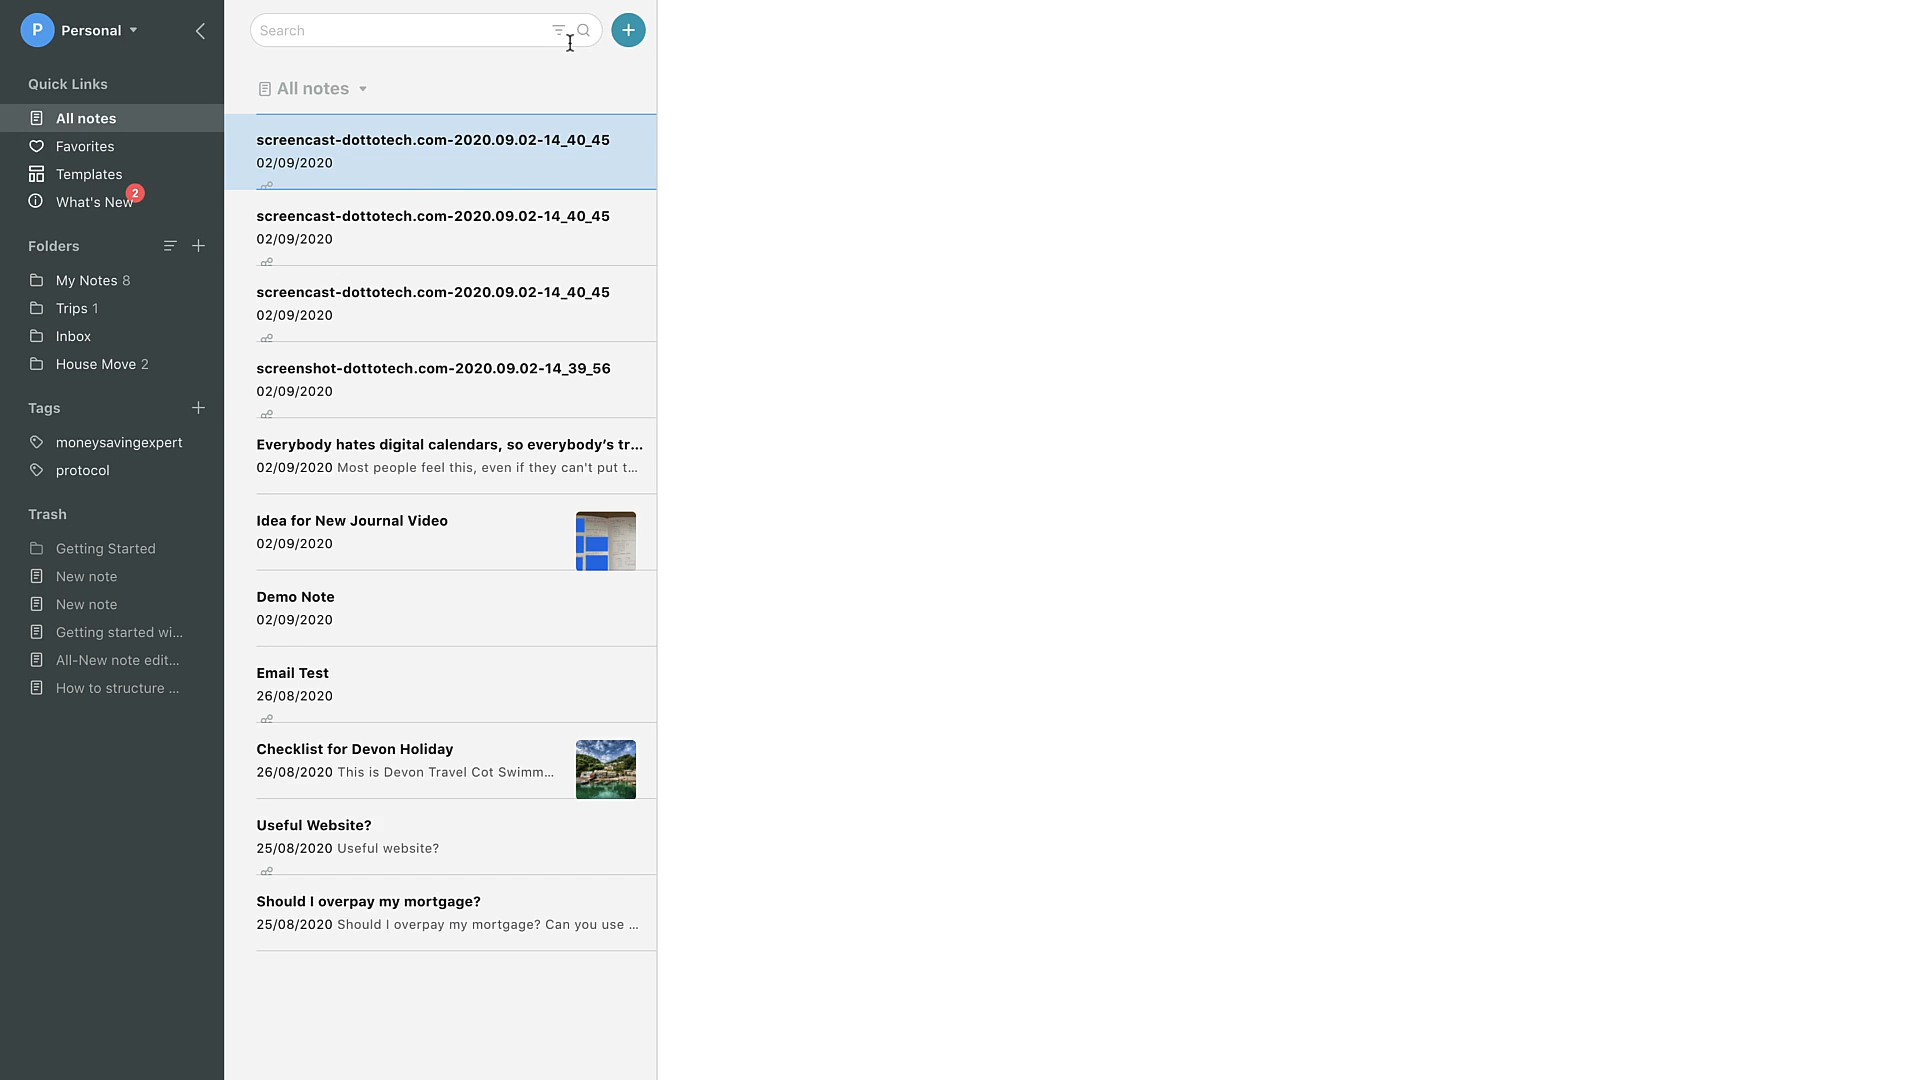 P Personal
Quick Links
All notes
Favorites
Templates
What's New 2
Folders
My Notes 8
Trips 1
Inbox
House Move 2
Tags
moneysavingexpert
protocol
Trash
Getting Started
New note
New note
Getting started wi...
All-New note edit...
How to structure ...
Search
All notes
screencast-dottotech.com-2020.09.02-14_40_45
02/09/2020
screencast-dottotech.com-2020.09.02-14_40_45
02/09/2020
screencast-dottotech.com-2020.09.02-14_40_45
02/09/2020
screenshot-dottotech.com-2020.09.02-14_39_56
02/09/2020
Everybody hates digital calendars, so everybody’s tr...
02/09/2020 Most people feel this, even if they can't put t...
Idea for New Journal Video
02/09/2020
Demo Note
02/09/2020
Email Test
26/08/2020
Checklist for Devon Holiday
26/08/2020 This is Devon Travel Cot Swimm...
Useful Website?
25/08/2020 Useful website?
Should I overpay my mortgage?
25/08/2020 Should I overpay my mortgage? Can you use ...